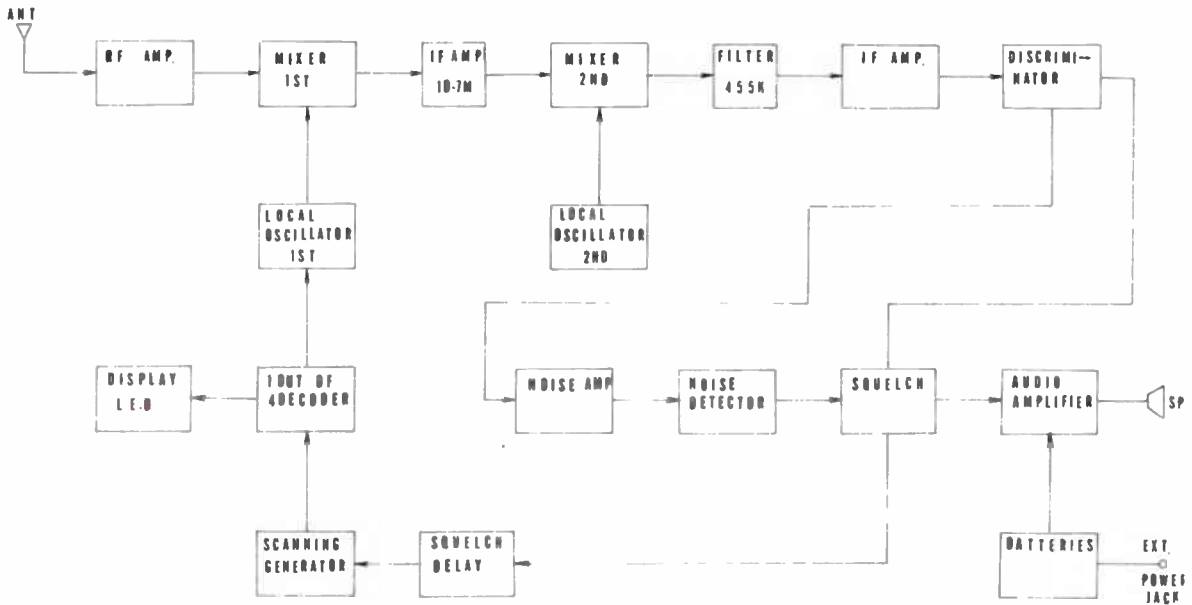 ANT
RF AMP.
MIXER
1ST
IF AMP
10-7M
MIXER
2ND
FILTER
455K
IF AMP.
DISCRIMI-
NATOR
LOCAL
OSCILLATOR
1ST
LOCAL
OSCILLATOR
2ND
DISPLAY
L.E.D
1 OUT OF
4 DECODER
NOISE AMP
NOISE
DETECTOR
SQUELCH
AUDIO
AMPLIFIER
SP
SCANNING
GENERATOR
SQUELCH
DELAY
BATTERIES
EXT.
POWER
JACK